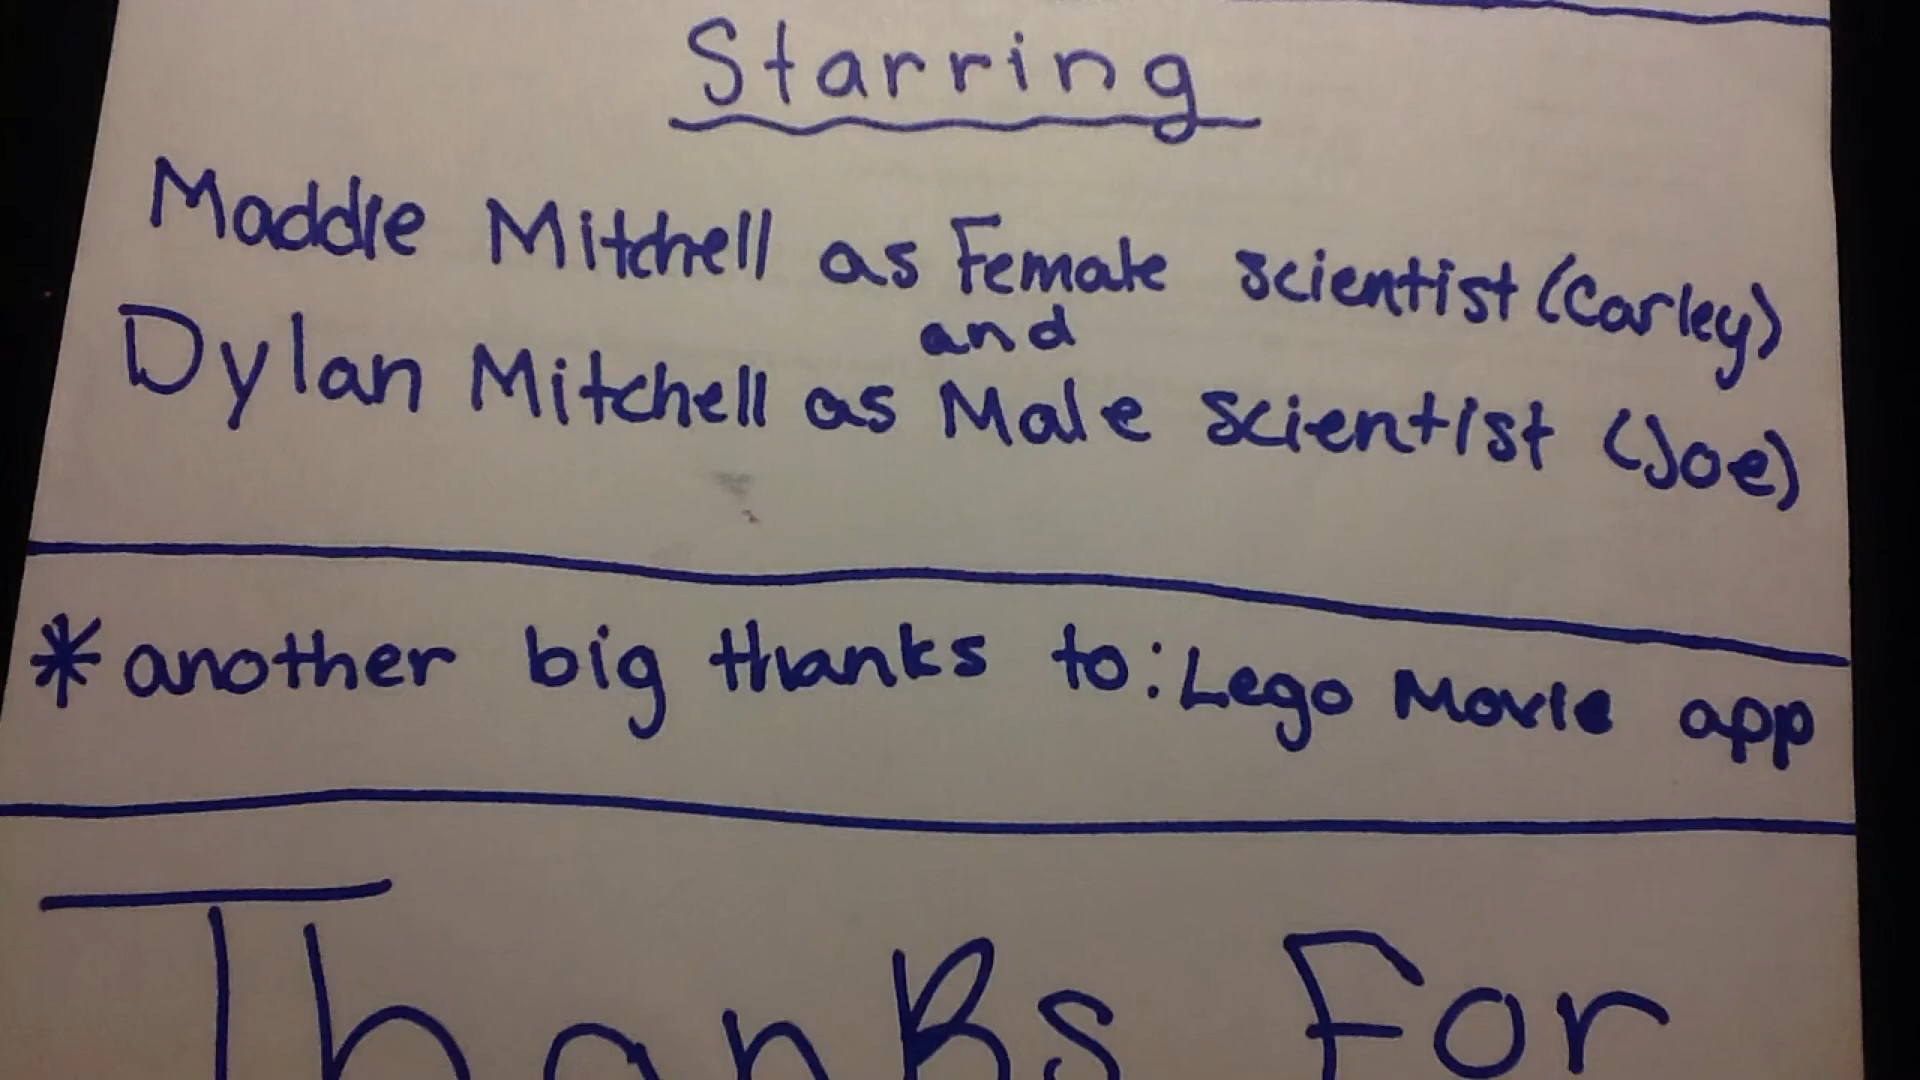 Starring
Maddie Mitchell as Female scientist (Carley)
and
Dylan Mitchell as Male scientist (Joe)
*another big thanks to: Lego Movie app
Thanks For